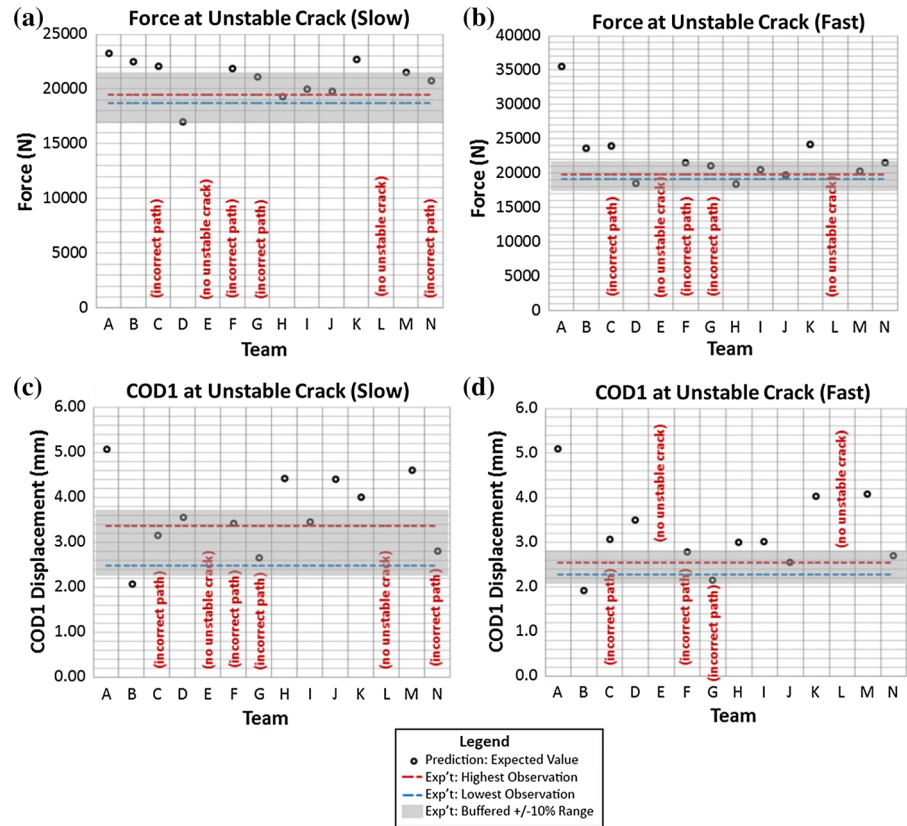 (a)
Force at Unstable Crack (Slow)
25000
20000
15000
10000
5000
0
Force (N)
(incorrect path)
(no unstable crack)
(incorrect path)
(incorrect path)
(no unstable crack)
(incorrect path)
A B C D E F G H I J K L M N
Team
(b)
Force at Unstable Crack (Fast)
40000
35000
30000
25000
20000
15000
10000
5000
0
Force (N)
(incorrect path)
(no unstable crack)
(incorrect path)
(incorrect path)
(no unstable crack)
A B C D E F G H I J K L M N
Team
(c)
COD1 at Unstable Crack (Slow)
6.00
5.00
4.00
3.00
2.00
1.00
0.00
COD1 Displacement (mm)
(incorrect path)
(no unstable crack)
(incorrect path)
(incorrect path)
(no unstable crack)
(incorrect path)
A B C D E F G H I J K L M N
Team
(d)
COD1 at Unstable Crack (Fast)
6.0
5.0
4.0
3.0
2.0
1.0
0.0
COD1 Displacement (mm)
(incorrect path)
(no unstable crack)
(incorrect path)
(incorrect path)
(no unstable crack)
A B C D E F G H I J K L M N
Team
Legend
Prediction: Expected Value
Exp't: Highest Observation
Exp't: Lowest Observation
Exp't: Buffered +/-10% Range